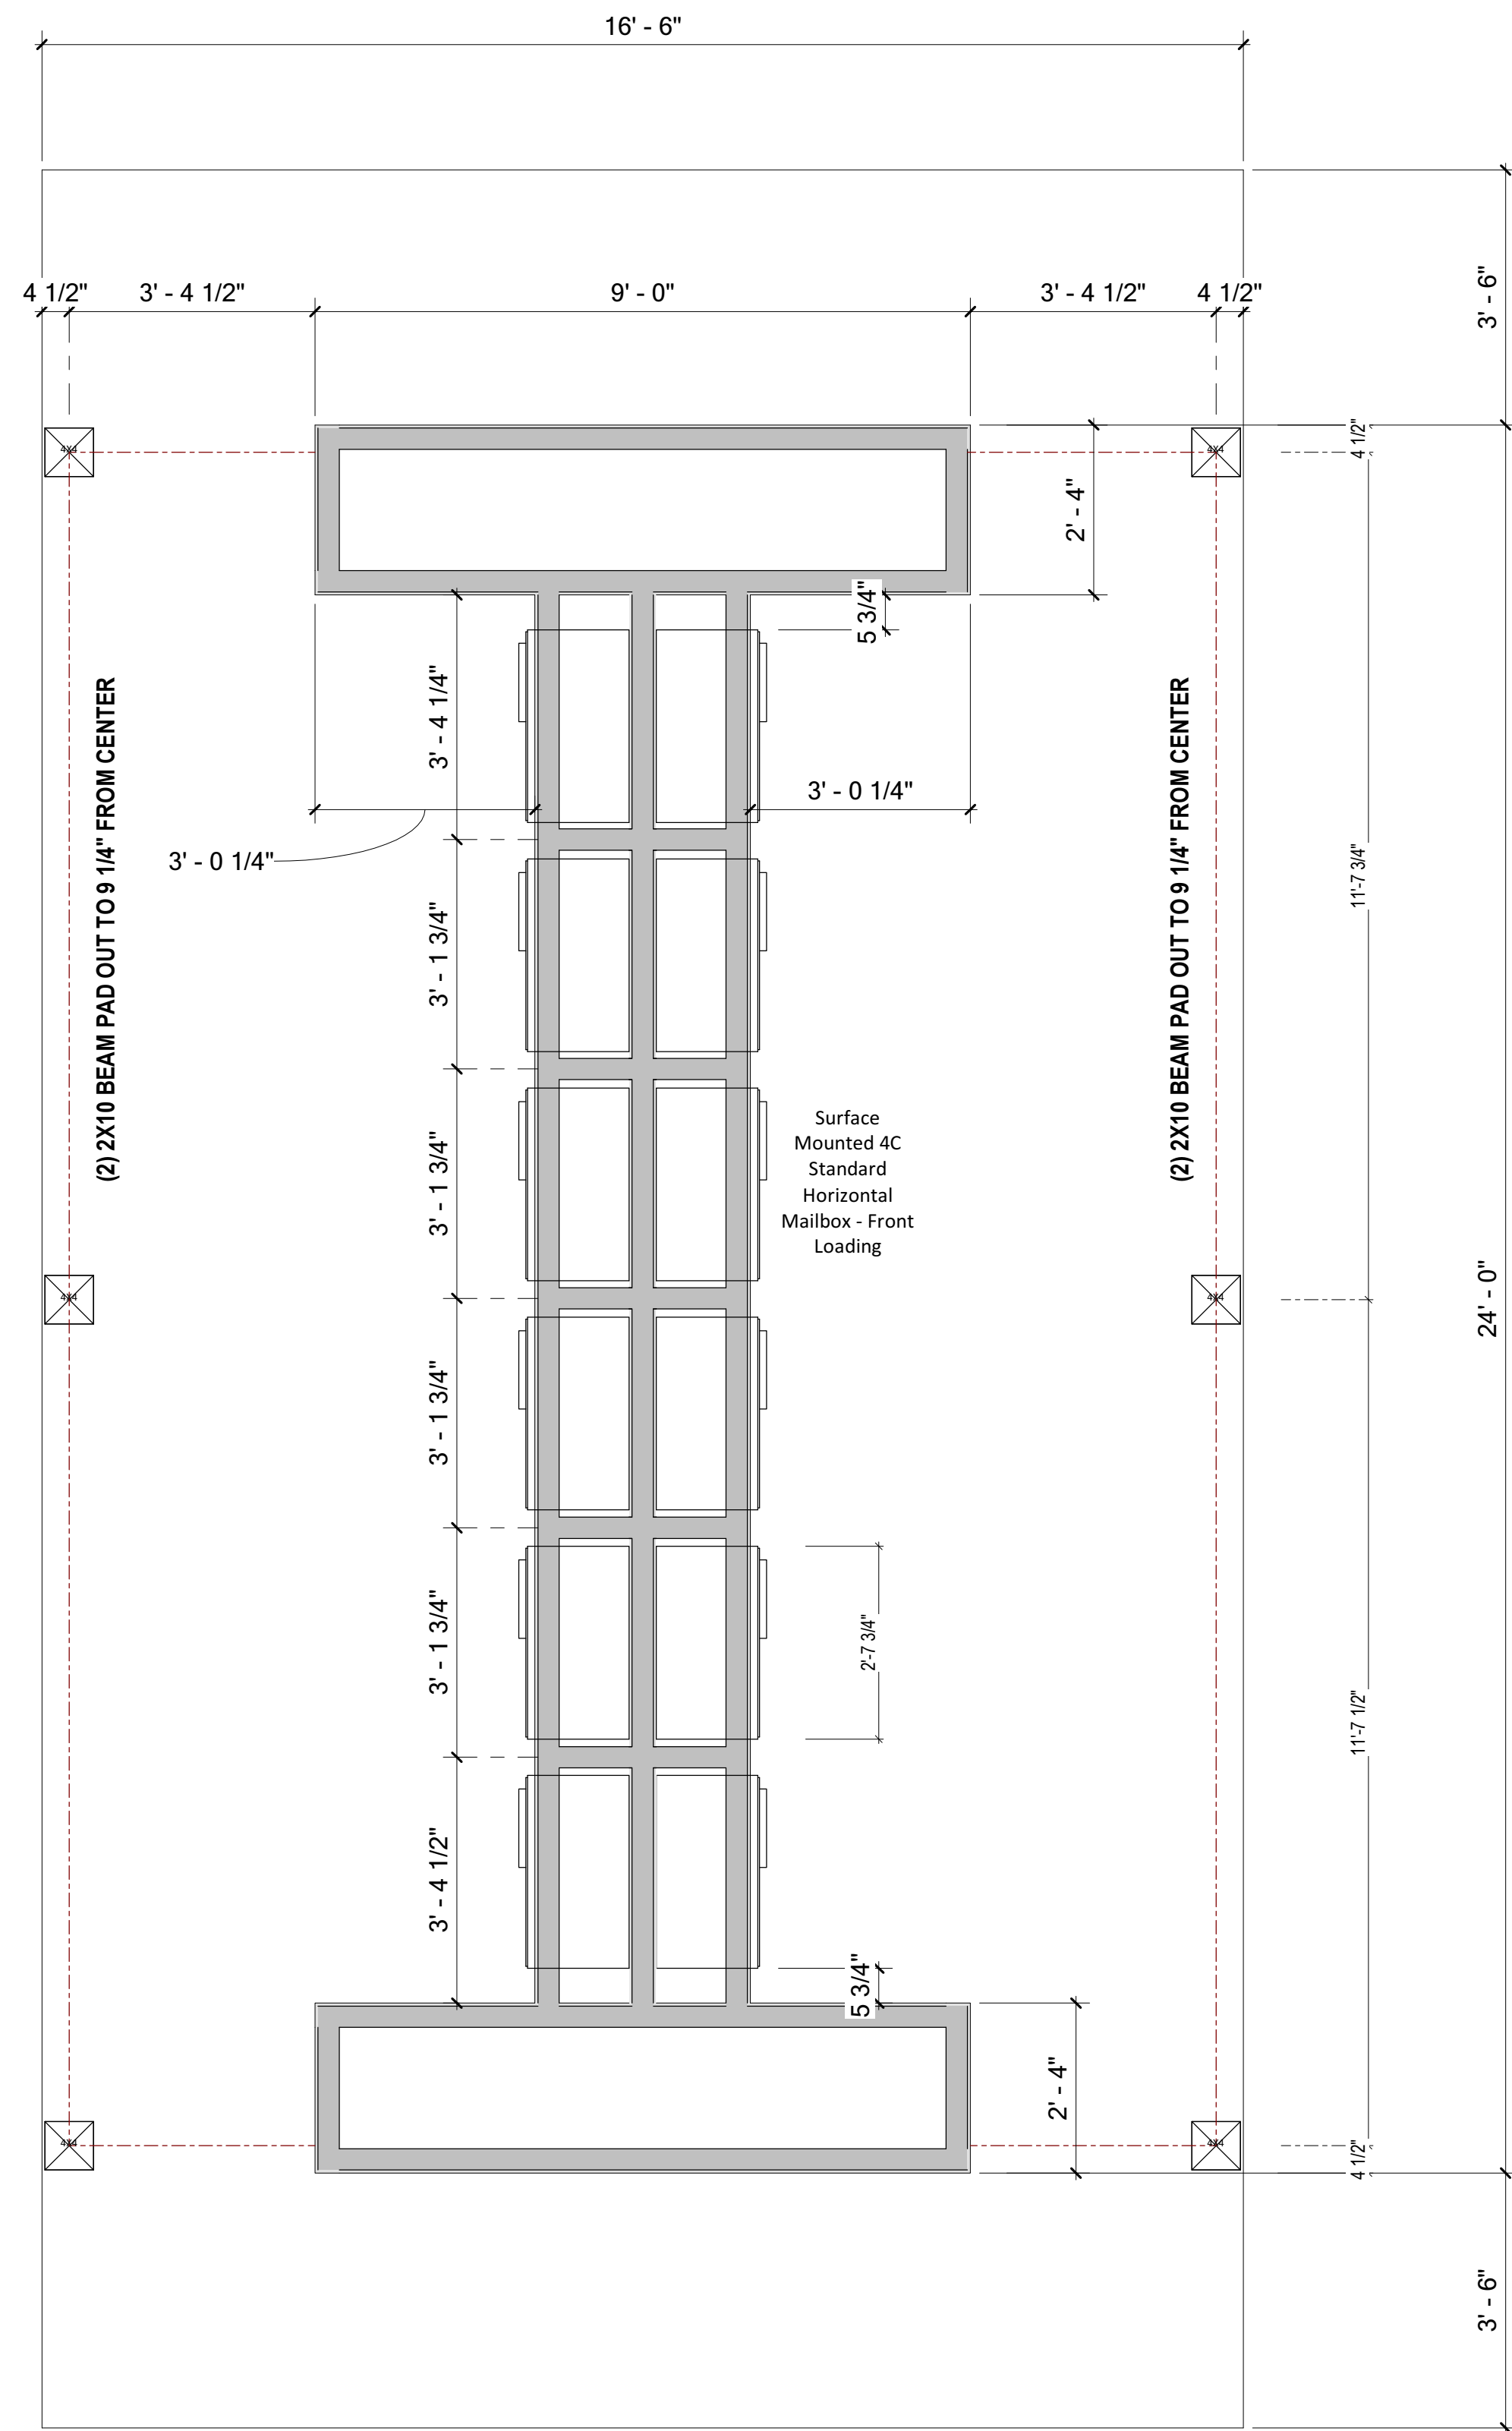 16' - 6"
4 1/2"
3' - 4 1/2"
9' - 0"
3' - 4 1/2"
4 1/2"
3' - 6"
4X4
4X4
4 1/2"
2' - 4"
5 3/4"
3' - 4 1/4"
3' - 0 1/4"
3' - 0 1/4"
(2) 2X10 BEAM PAD OUT TO 9 1/4" FROM CENTER
(2) 2X10 BEAM PAD OUT TO 9 1/4" FROM CENTER
11'-7 3/4"
3' - 1 3/4"
3' - 1 3/4"
Surface
Mounted 4C
Standard
Horizontal
Mailbox - Front
Loading
4X4
4X4
24' - 0"
3' - 1 3/4"
3' - 1 3/4"
2'-7 3/4"
11'-7 1/2"
3' - 4 1/2"
5 3/4"
2' - 4"
4X4
4X4
4 1/2"
3' - 6"